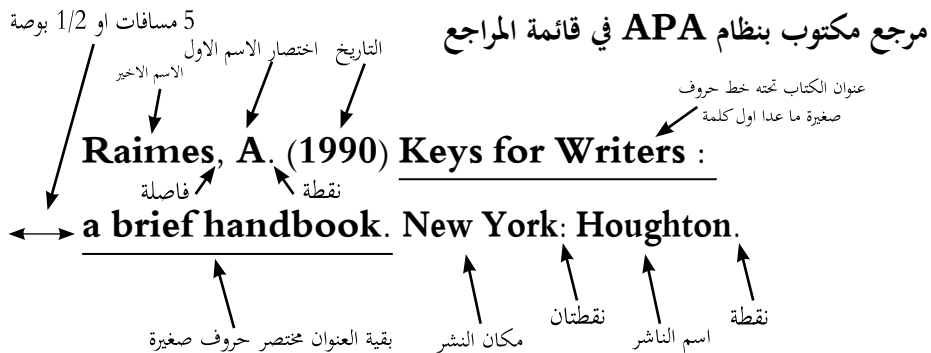 مرجع مكتوب بنظام APA في قائمة المراجع
5 مسافات او 1/2 بوصة
التاريخ
اختصار الاسم الاول
الاسم الاخير
عنوان الكتاب تحته خط حروف
صغيرة ما عدا اول كلمة
Raimes, A. (1990) Keys for Writers :
فاصلة
نقطة
a brief handbook. New York: Houghton.
بقية العنوان مختصر حروف صغيرة
مكان النشر
نقطتان
اسم الناشر
نقطة